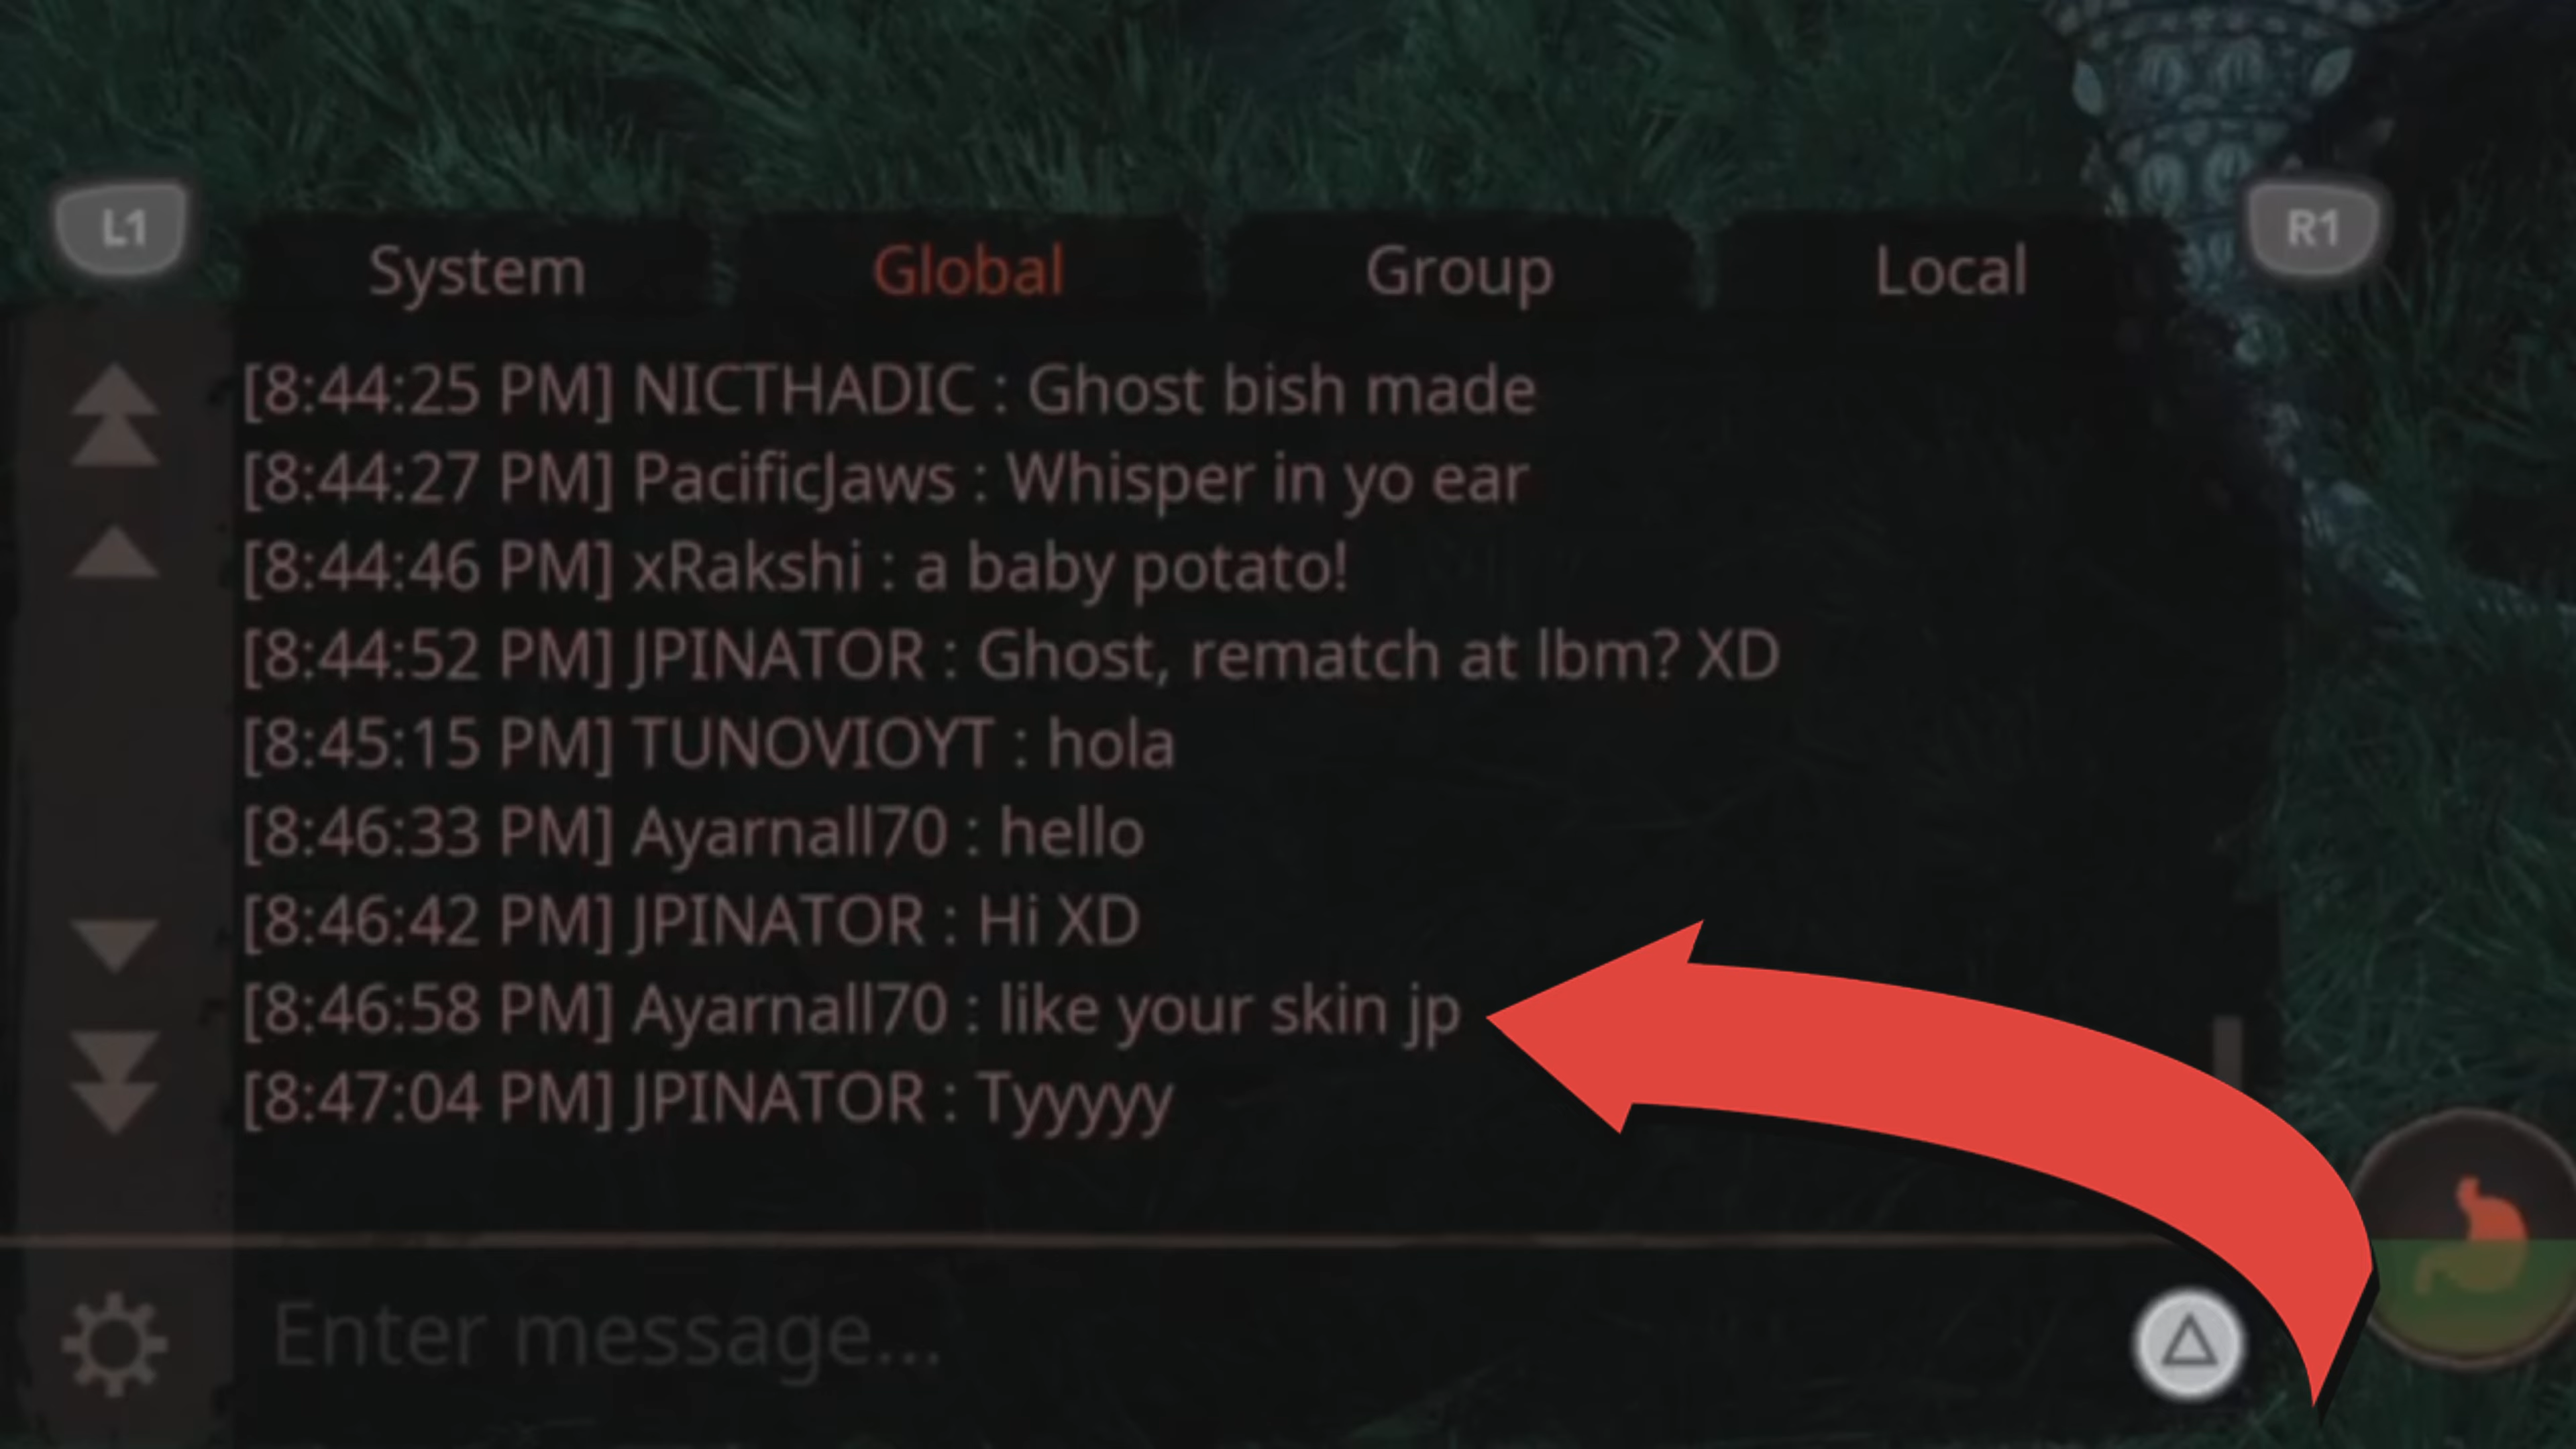 L1
System Global Group Local
R1
[8:44:25 PM] NICTHADIC : Ghost bish made
[8:44:27 PM] PacificJaws : Whisper in yo ear
[8:44:46 PM] xRakshi : a baby potato!
[8:44:52 PM] JPINATOR : Ghost, rematch at lbm? XD
[8:45:15 PM] TUNOVIOYT : hola
[8:46:33 PM] Ayarnall70 : hello
[8:46:42 PM] JPINATOR : Hi XD
[8:46:58 PM] Ayarnall70 : like your skin jp
[8:47:04 PM] JPINATOR : Tyyyyy
Enter message...